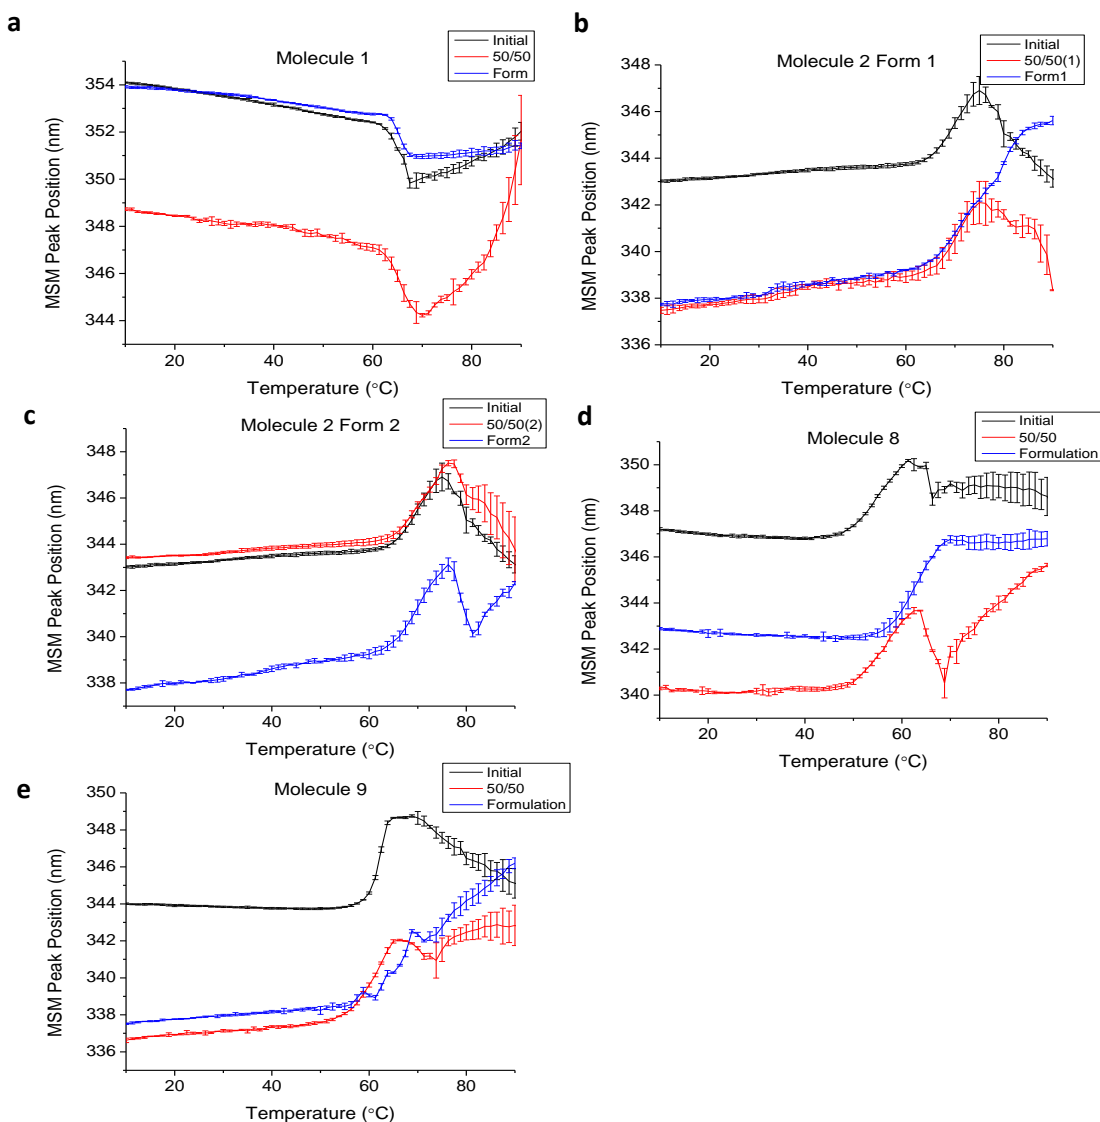 a
Molecule 1
Initial
50/50
Form
MSM Peak Position (nm)
354
352
350
348
346
344
20
40
60
80
Temperature (°C)
b
Molecule 2 Form 1
Initial
50/50(1)
Form1
MSM Peak Position (nm)
348
346
344
342
340
338
336
20
40
60
80
Temperature (°C)
c
Molecule 2 Form 2
Initial
50/50(2)
Form2
MSM Peak Position (nm)
348
346
344
342
340
338
20
40
60
80
Temperature (°C)
d
Molecule 8
Initial
50/50
Formulation
MSM Peak Position (nm)
350
348
346
344
342
340
20
40
60
80
Temperature (°C)
e
Molecule 9
Initial
50/50
Formulation
MSM Peak Position (nm)
350
348
346
344
342
340
338
336
20
40
60
80
Temperature (°C)